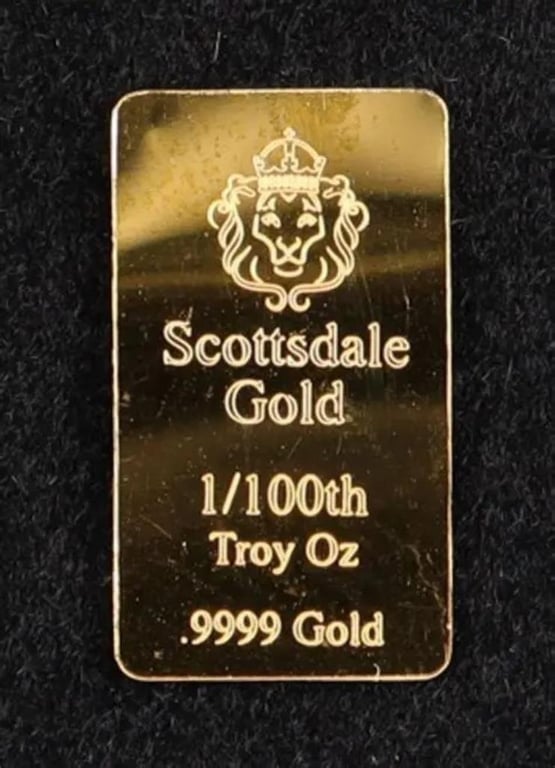 Scottsdale
Gold
1/100th
Troy Oz
.9999 Gold